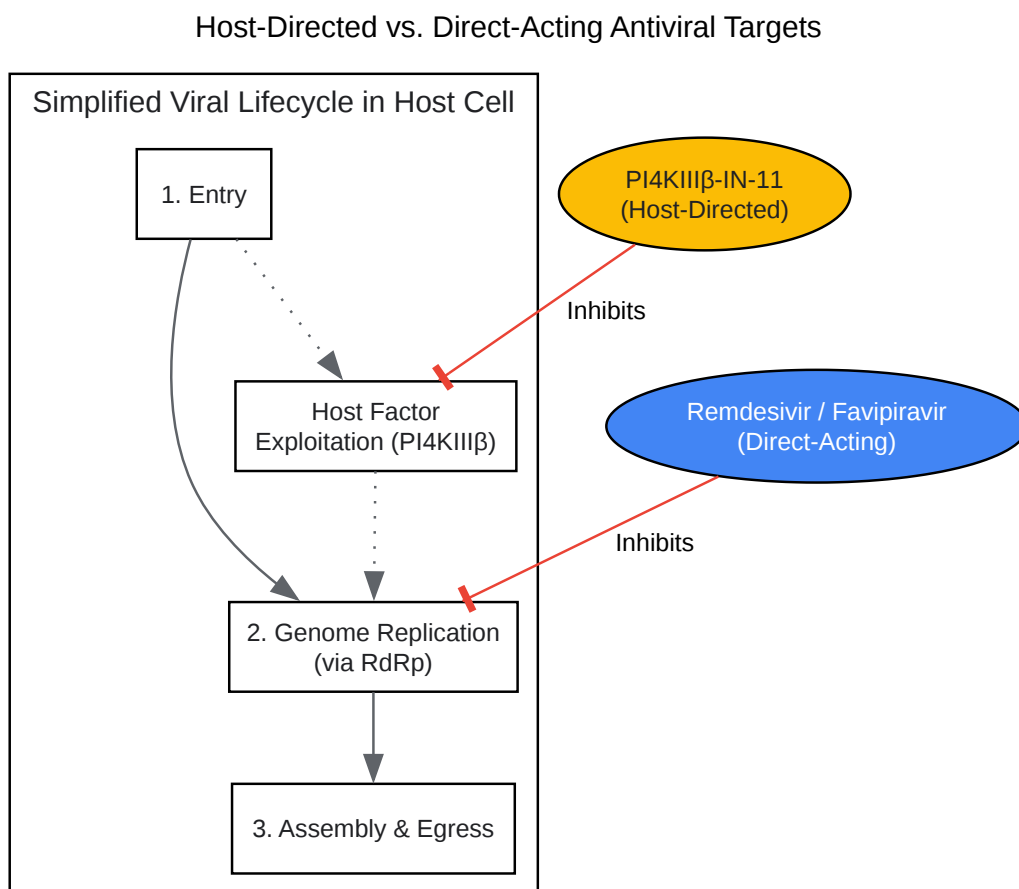 Host-Directed vs. Direct-Acting Antiviral Targets
Simplified Viral Lifecycle in Host Cell
1. Entry
PI4KIIIβ-IN-11
(Host-Directed)
Inhibits
Host Factor
Exploitation (PI4KIIIβ)
Remdesivir / Favipiravir
(Direct-Acting)
Inhibits
2. Genome Replication
(via RdRp)
3. Assembly & Egress